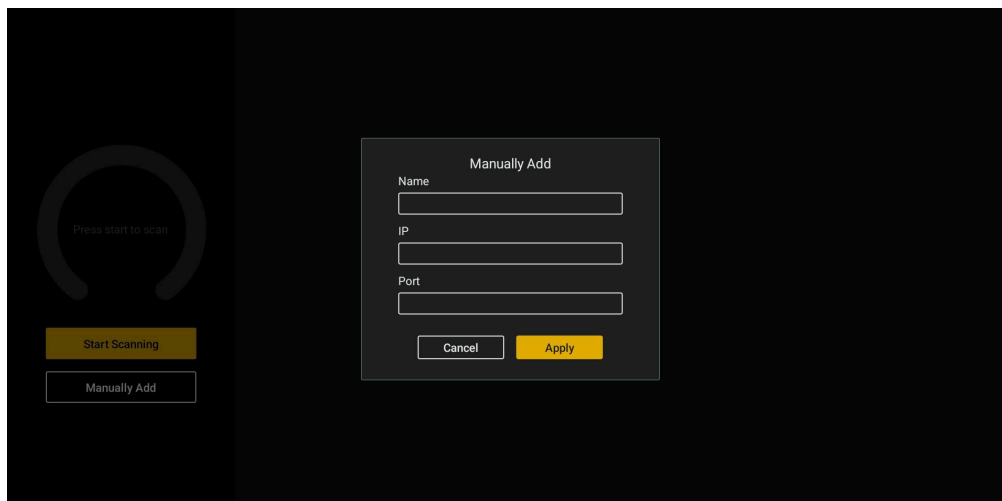 Press start to scan
Start Scanning
Manually Add
Manually Add
Name
IP
Port
Cancel
Apply